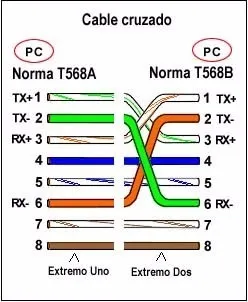 Cable cruzado
PC PC
Norma T568A Norma T568B
TX+ 1 1 TX+
TX- 2 2 TX-
RX+ 3 3 RX+
4 4
5 5
RX- 6 6 RX-
7 7
8 8
Extremo Uno Extremo Dos